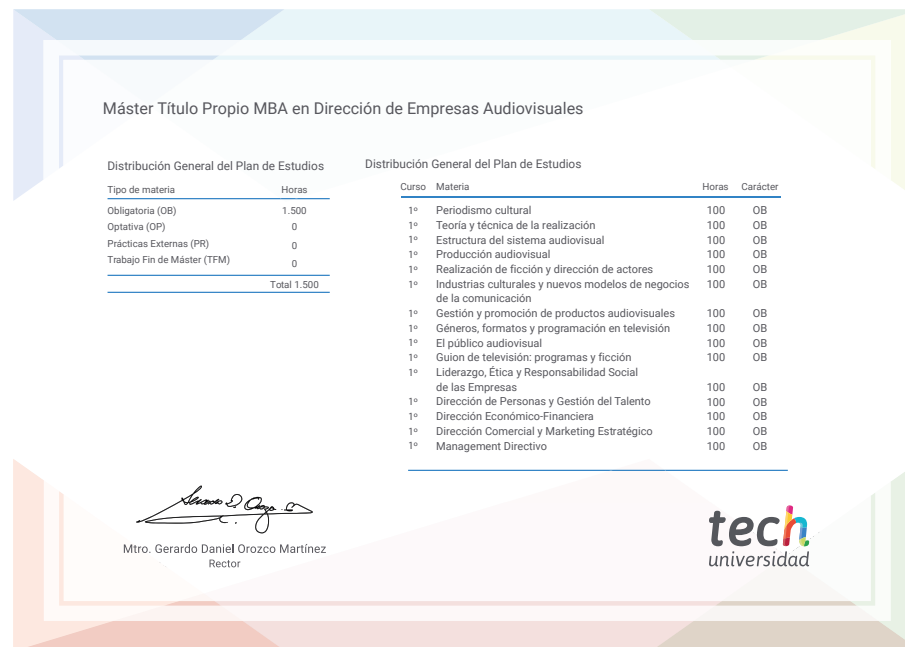 Máster Título Propio MBA en Dirección de Empresas Audiovisuales
Distribución General del Plan de Estudios
Tipo de materia Horas
Obligatoria (OB) 1.500
Optativa (OP) 0
Prácticas Externas (PR) 0
Trabajo Fin de Máster (TFM) 0
Total 1.500
Distribución General del Plan de Estudios
Curso Materia Horas Carácter
1º Periodismo cultural 100 OB
1º Teoría y técnica de la realización 100 OB
1º Estructura del sistema audiovisual 100 OB
1º Producción audiovisual 100 OB
1º Realización de ficción y dirección de actores 100 OB
1º Industrias culturales y nuevos modelos de negocios 100 OB
de la comunicación
1º Gestión y promoción de productos audiovisuales 100 OB
1º Géneros, formatos y programación en televisión 100 OB
1º El público audiovisual 100 OB
1º Guion de televisión: programas y ficción 100 OB
1º Liderazgo, Ética y Responsabilidad Social
de las Empresas 100 OB
1º Dirección de Personas y Gestión del Talento 100 OB
1º Dirección Económico-Financiera 100 OB
1º Dirección Comercial y Marketing Estratégico 100 OB
1º Management Directivo 100 OB
Mtro. Gerardo Daniel Orozco Martínez
Rector
tech
universidad